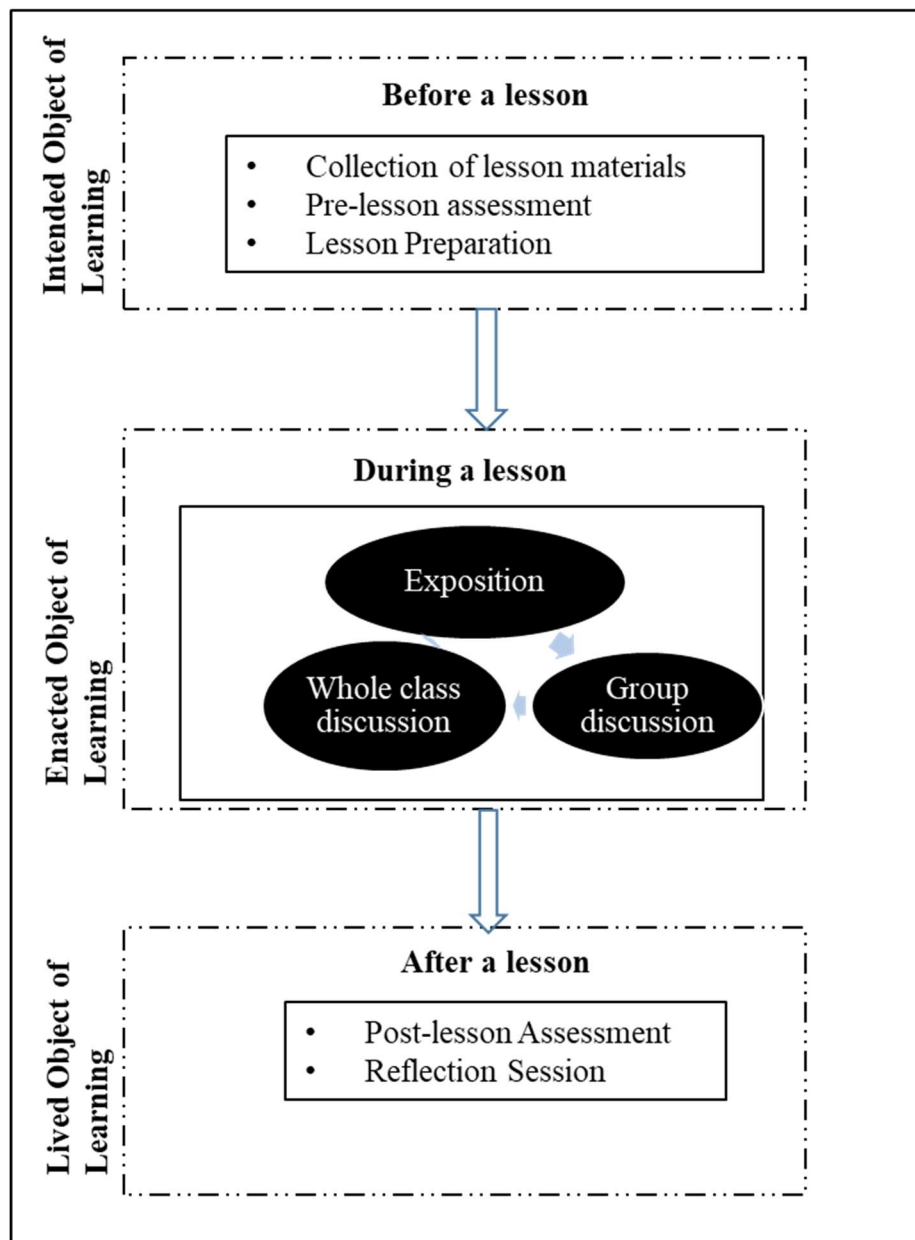 Intended Object of
Learning
Before a lesson
• Collection of lesson materials
• Pre-lesson assessment
• Lesson Preparation
Enacted Object of
Learning
During a lesson
Exposition
Whole class
discussion
Group
discussion
Lived Object of
Learning
After a lesson
• Post-lesson Assessment
• Reflection Session